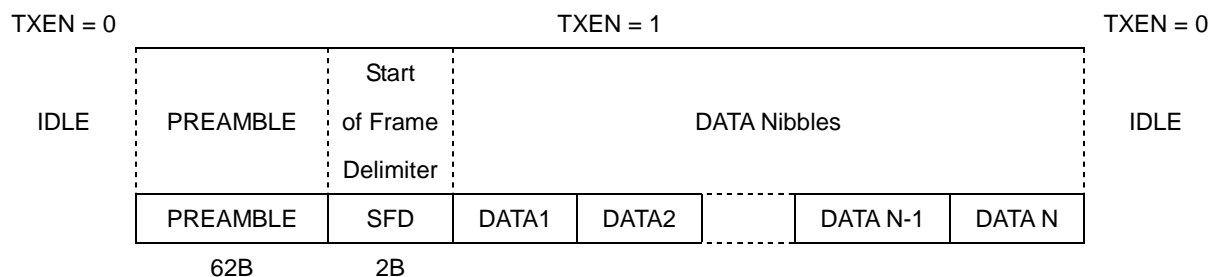 TXEN = 0 TXEN = 1 TXEN = 0
Start
of Frame
Delimiter
IDLE PREAMBLE DATA Nibbles IDLE
PREAMBLE SFD DATA1 DATA2 DATA N-1 DATA N
62B 2B